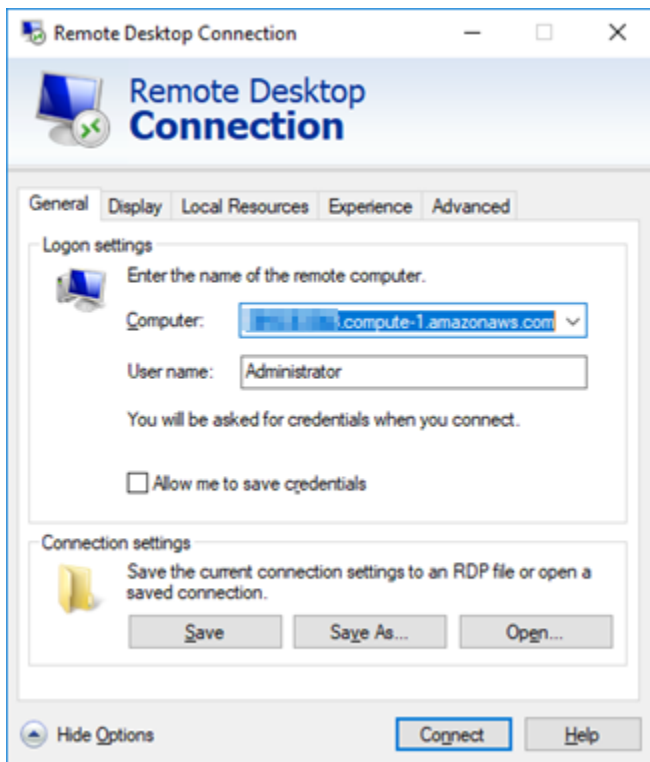 Remote Desktop Connection
Remote Desktop
Connection
General Display Local Resources Experience Advanced
Logon settings
Enter the name of the remote computer.
Computer: .compute-1.amazonaws.com
User name: Administrator
You will be asked for credentials when you connect.
Allow me to save credentials
Connection settings
Save the current connection settings to an RDP file or open a
saved connection.
Save Save As... Open...
Hide Options Connect Help